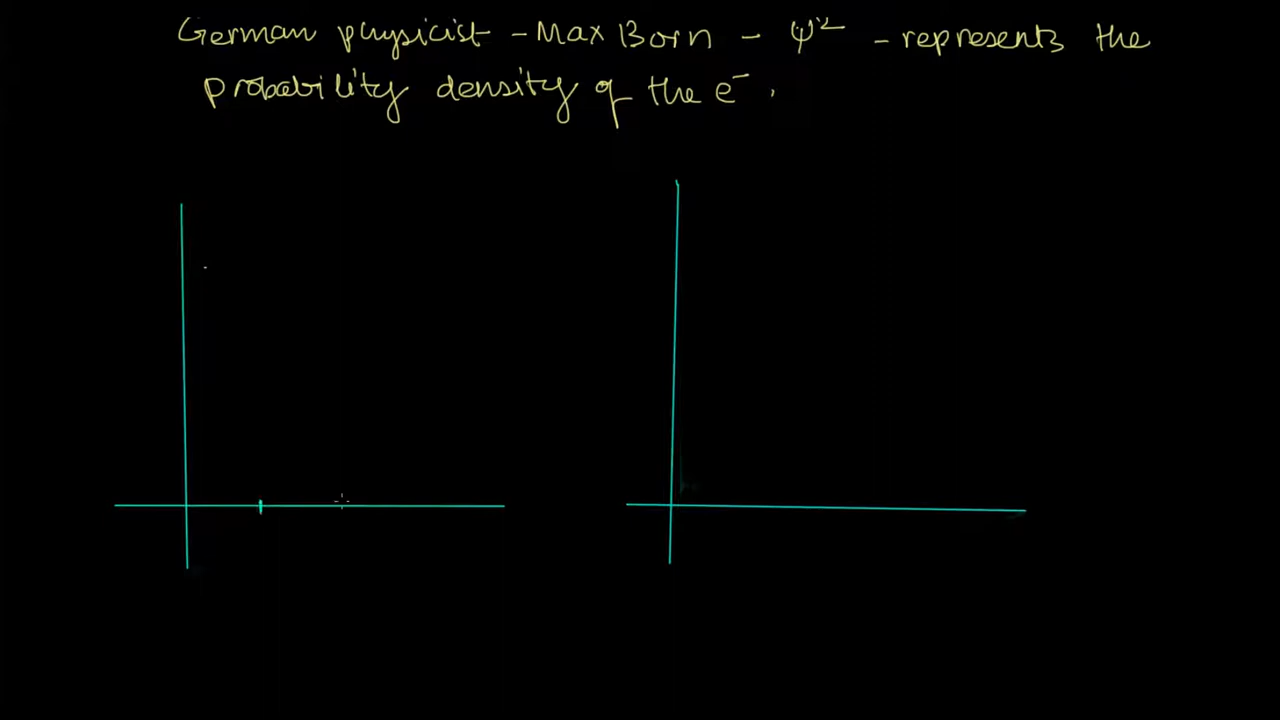 German physicist - Max Born - ψ² - represents the
probability density of the e⁻.